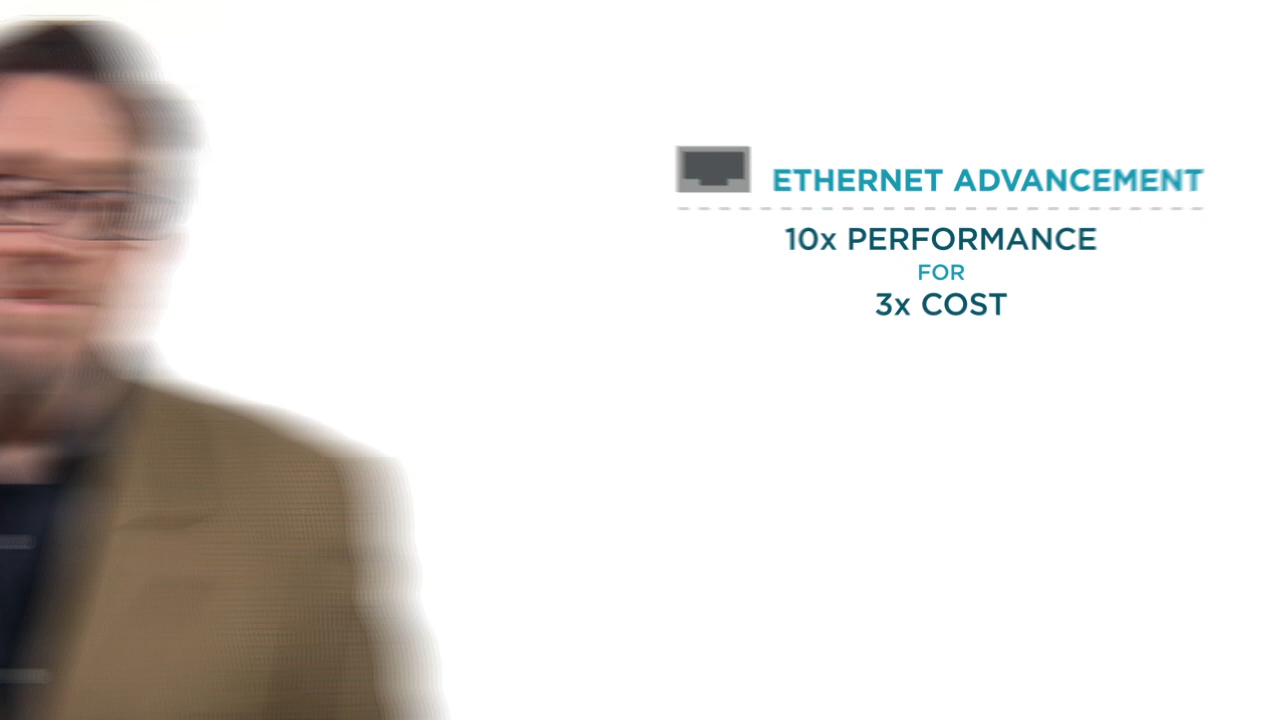 ETHERNET ADVANCEMENT
10x PERFORMANCE
FOR
3x COST